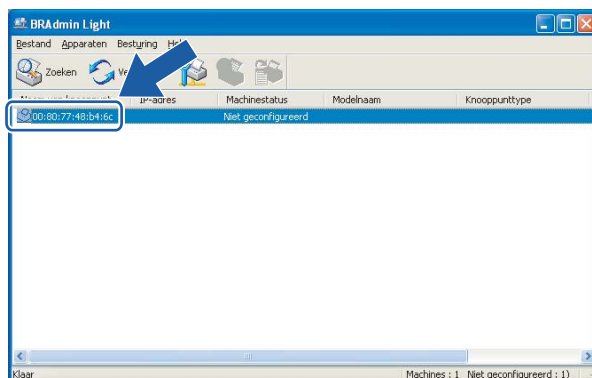 BRAdmin Light
Bestand Apparaten Besturing
Zoeken
IP-adres Machinestatus Modelnaam Knooppunttype
00:80:77:48:b4:6c Niet geconfigureerd
Klaar Machines : 1 Niet geconfigureerd : 1)